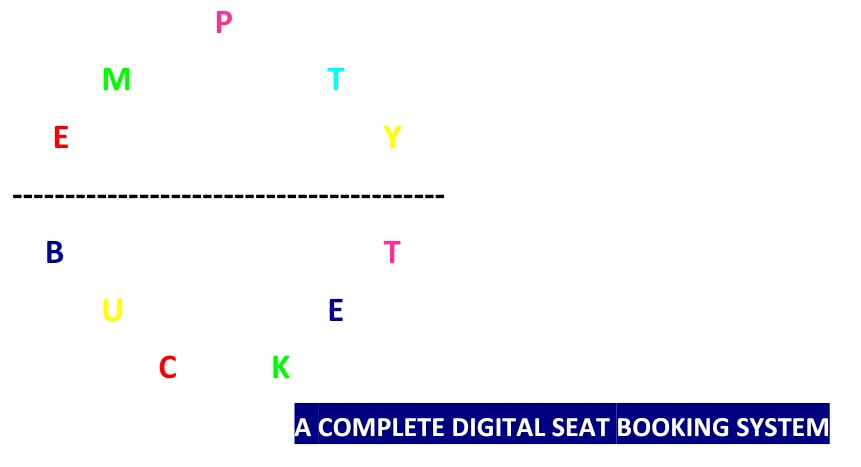 P
M T
E Y
-----------------------------------------
B T
U E
C K
A COMPLETE DIGITAL SEAT BOOKING SYSTEM